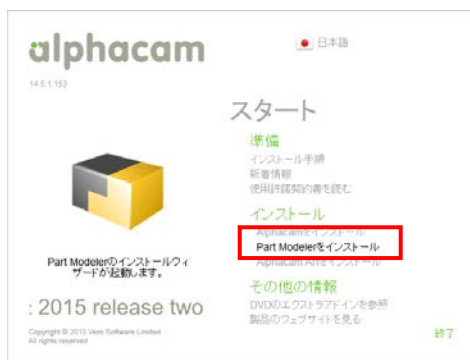 alphacam
日本語
14.5.1.153
スタート
準備
インストール手順
新着情報
使用許諾契約書を読む
インストール
Alphacamをインストール
Part Modelerをインストール
Alphacam Artをインストール
Part Modelerのインストールウィ
ザードが起動します。
その他の情報
DVDのエクストラアドインを参照
製品のウェブサイトを見る
: 2015 release two
Copyright © 2015 Vero Software Limited
All rights reserved
終了